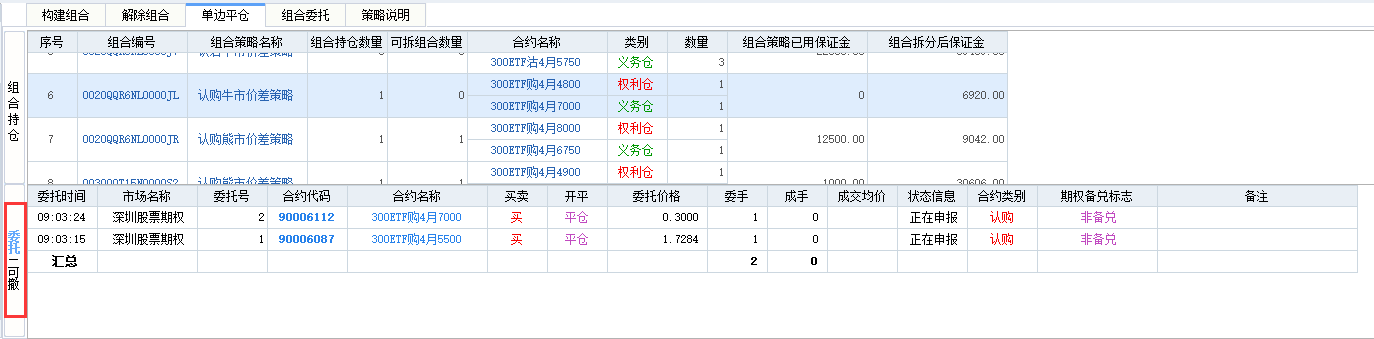 构建组合 解除组合 单边平仓 组合委托 策略说明
组合持仓
序号 组合编号 组合策略名称 组合持仓数量 可拆组合数量 合约名称 类别 数量 组合策略已用保证金 组合拆分后保证金
300ETF沽4月5750 义务仓 3
6 0020QQR6NL0000JL 认购牛市价差策略 1 0 300ETF购4月4800 权利仓 1 0 6920.00
300ETF购4月7000 义务仓 1
7 0020QQR6NL0000JR 认购熊市价差策略 1 1 300ETF购4月8000 权利仓 1 12500.00 9042.00
300ETF购4月6750 义务仓 1
300ETF购4月4900 权利仓 1
委托|可撤
委托时间 市场名称 委托号 合约代码 合约名称 买卖 开平 委托价格 委手 成手 成交均价 状态信息 合约类别 期权备兑标志 备注
09:03:24 深圳股票期权 2 90006112 300ETF购4月7000 买 平仓 0.3000 1 0 正在申报 认购 非备兑
09:03:15 深圳股票期权 1 90006087 300ETF购4月5500 买 平仓 1.7284 1 0 正在申报 认购 非备兑
汇总 2 0